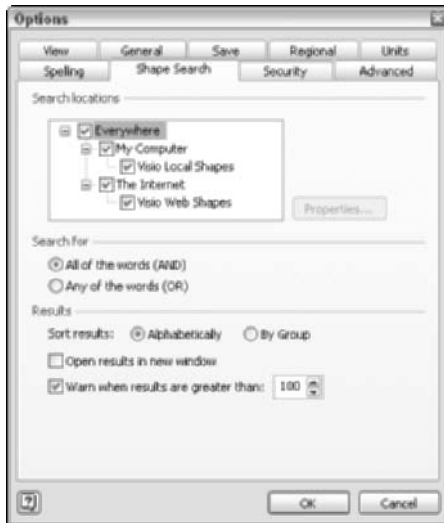 Options
View General Save Regional Units
Spelling Shape Search Security Advanced
Search locations
Everywhere
My Computer
Visio Local Shapes
The Internet
Visio Web Shapes
Properties...
Search for
All of the words (AND)
Any of the words (OR)
Results
Sort results: Alphabetically By Group
Open results in new window
Warn when results are greater than: 100
OK Cancel